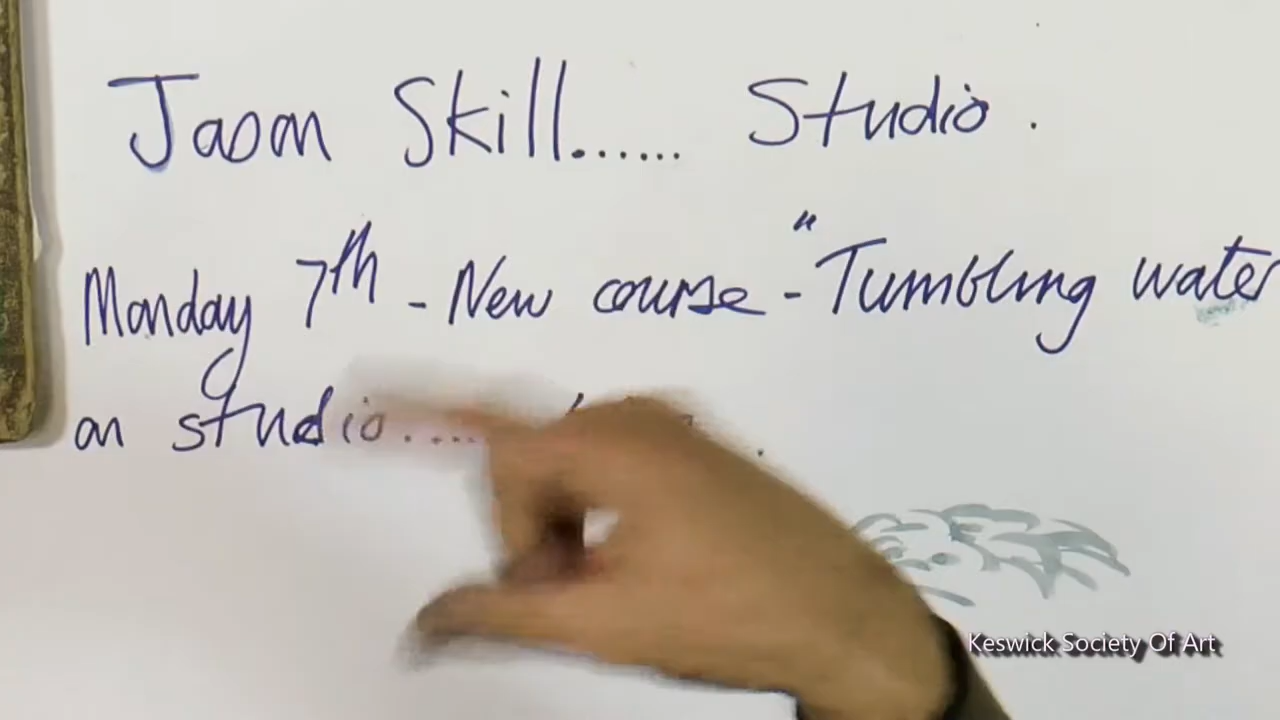 Jason Skill...... Studio.
Monday 7th - New course - "Tumbling water
on studio....
Keswick Society Of Art